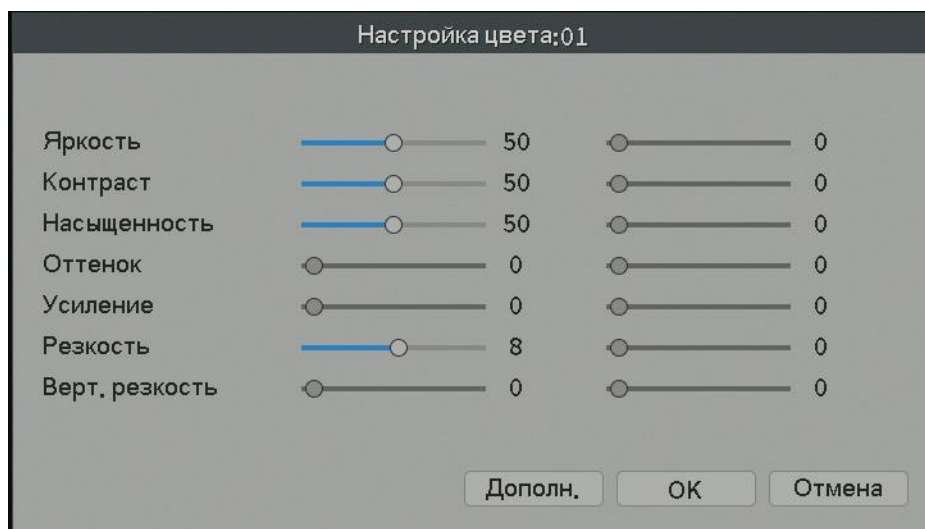 Настройка цвета:01
Яркость 50 0
Контраст 50 0
Насыщенность 50 0
Оттенок 0 0
Усиление 0 0
Резкость 8 0
Верт. резкость 0 0
Дополн. OK Отмена